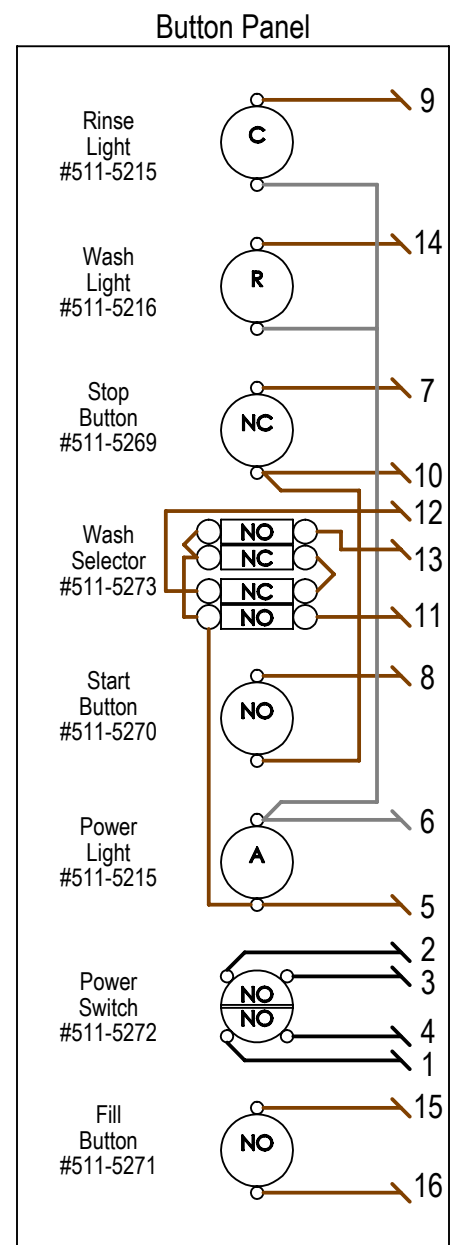 Button Panel
Rinse
Light
#511-5215
C
9
Wash
Light
#511-5216
R
14
Stop
Button
#511-5269
NC
7
10
12
Wash
Selector
#511-5273
NO
NC
NC
NO
13
11
Start
Button
#511-5270
NO
8
Power
Light
#511-5215
A
6
5
Power
Switch
#511-5272
NO
NO
2
3
4
1
Fill
Button
#511-5271
NO
15
16